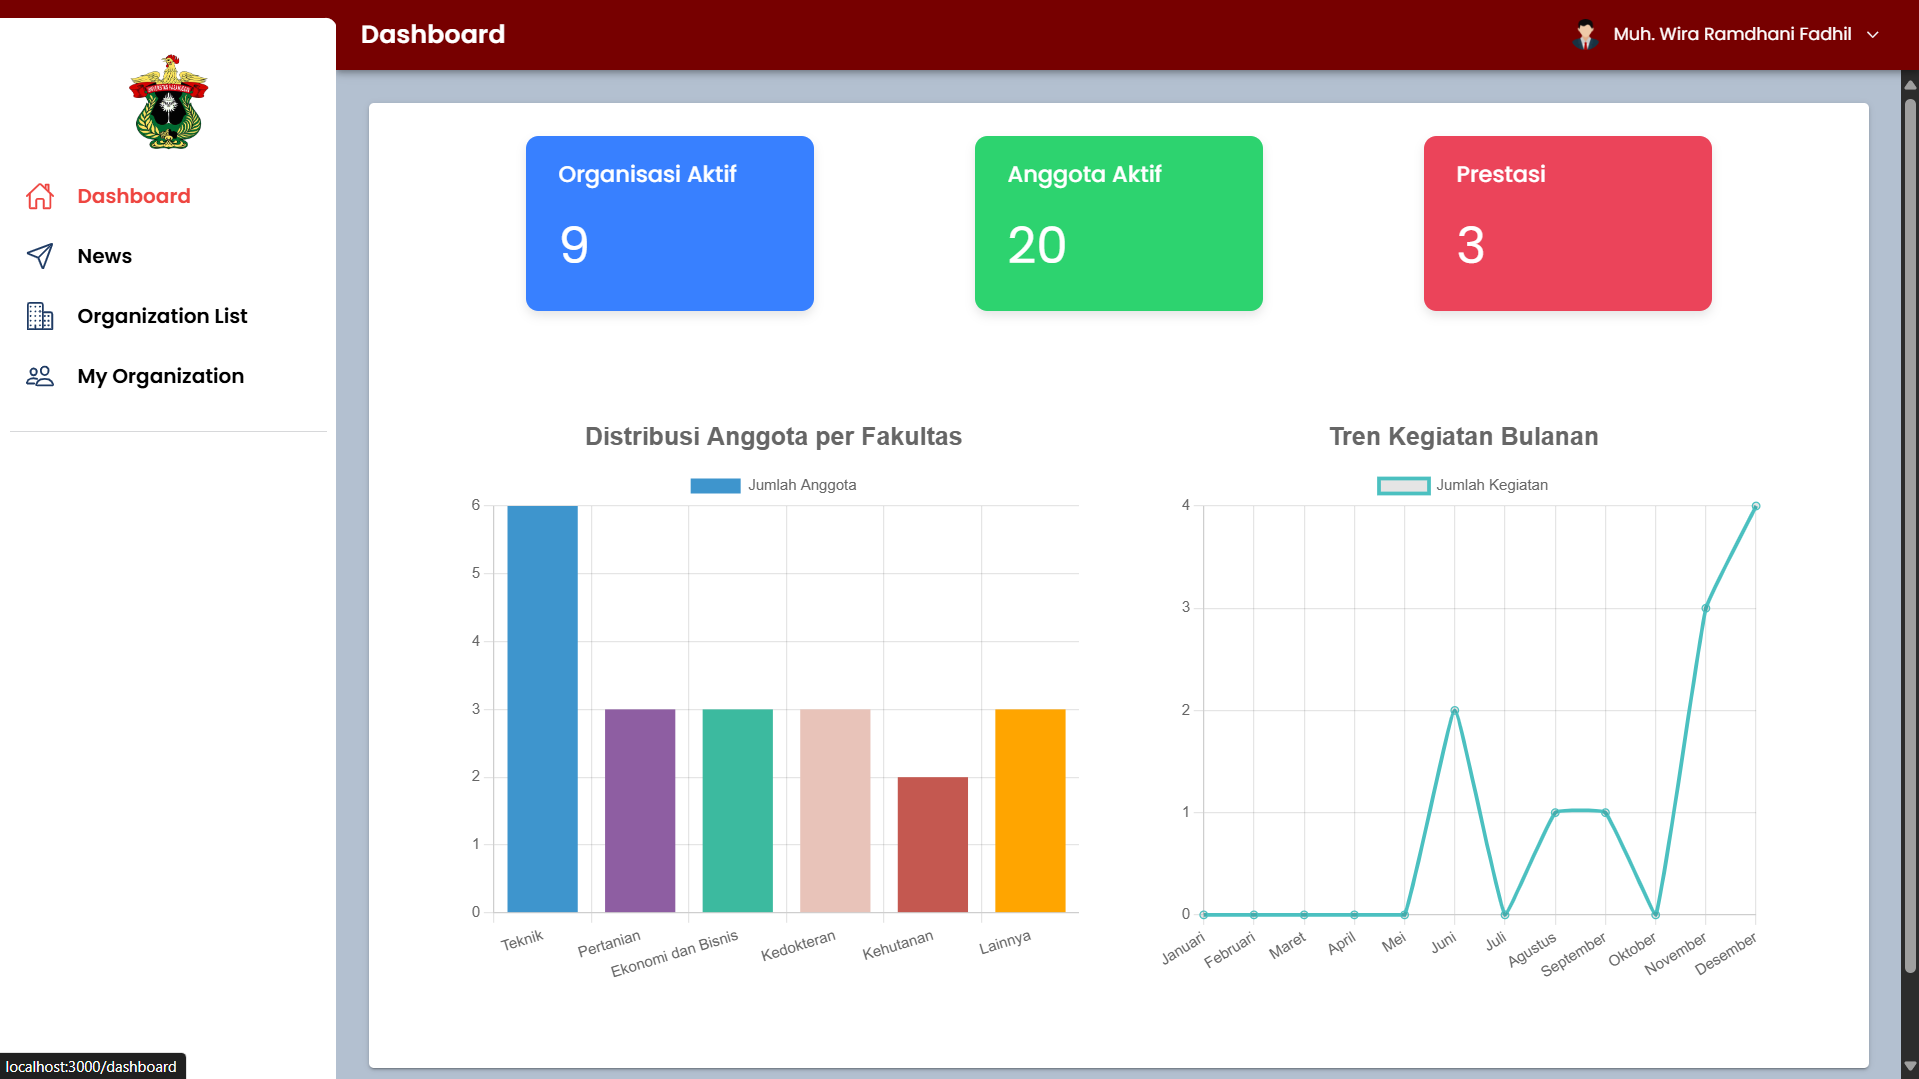 Dashboard
Muh. Wira Ramdhani Fadhil
UNIVERSITAS HASANUDDIN
Dashboard
News
Organization List
My Organization
Organisasi Aktif
9
Anggota Aktif
20
Prestasi
3
Distribusi Anggota per Fakultas
Jumlah Anggota
6
5
4
3
2
1
0
Teknik
Pertanian
Ekonomi dan Bisnis
Kedokteran
Kehutanan
Lainnya
Tren Kegiatan Bulanan
Jumlah Kegiatan
4
3
2
1
0
Januari
Februari
Maret
April
Mei
Juni
Juli
Agustus
September
Oktober
November
Desember
localhost:3000/dashboard